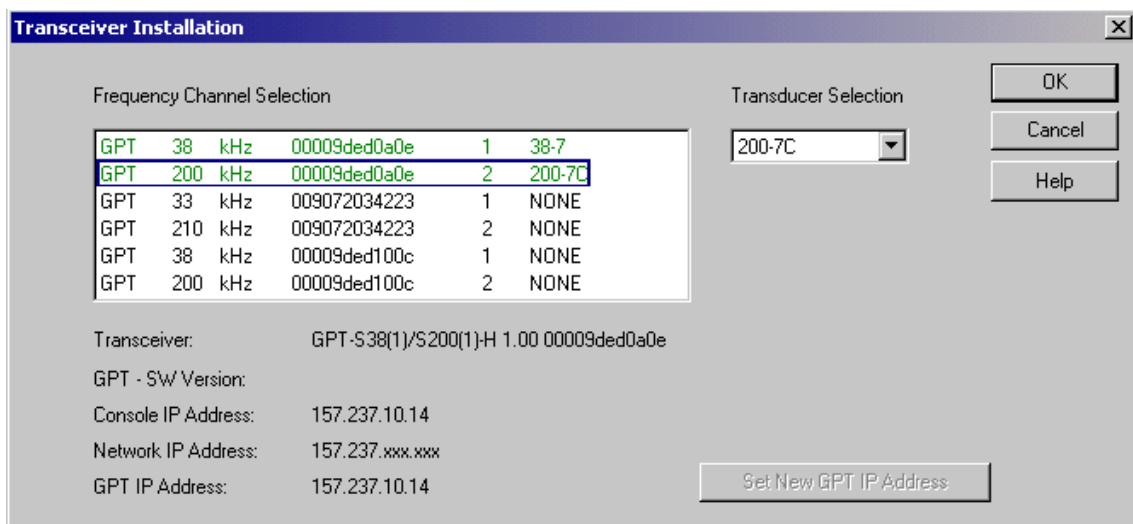 Transceiver Installation
Frequency Channel Selection
Transducer Selection
OK
Cancel
Help
GPT 38 kHz 00009ded0a0e 1 38-7
GPT 200 kHz 00009ded0a0e 2 200-7C
GPT 33 kHz 009072034223 1 NONE
GPT 210 kHz 009072034223 2 NONE
GPT 38 kHz 00009ded100c 1 NONE
GPT 200 kHz 00009ded100c 2 NONE
200-7C
Transceiver: GPT-S38(1)/S200(1)-H 1.00 00009ded0a0e
GPT - SW Version:
Console IP Address: 157.237.10.14
Network IP Address: 157.237.xxx.xxx
GPT IP Address: 157.237.10.14
Set New GPT IP Address